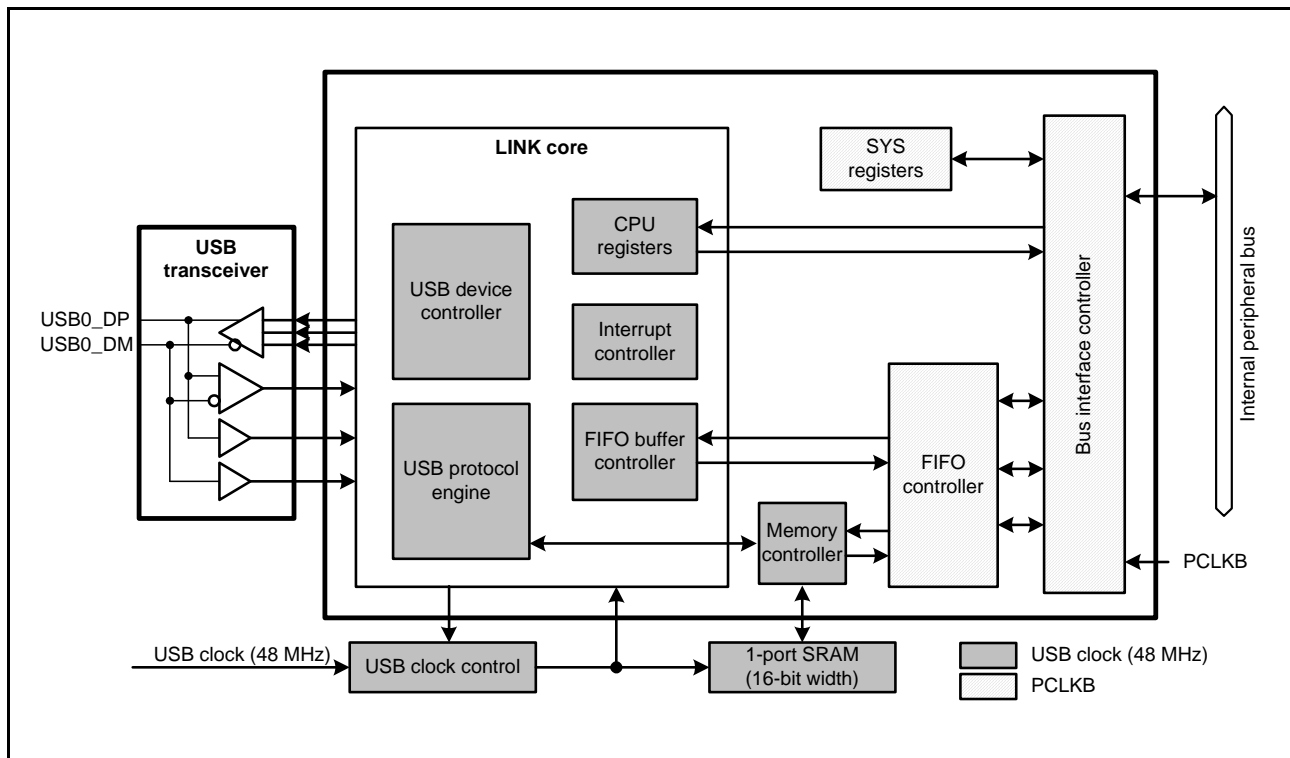 LINK core
SYS
registers
CPU
registers
USB
transceiver
USB device
controller
USB0_DP
USB0_DM
Interrupt
controller
FIFO buffer
controller
USB protocol
engine
FIFO
controller
Memory
controller
Bus interface controller
Internal peripheral bus
PCLKB
USB clock (48 MHz)
USB clock control
1-port SRAM
(16-bit width)
USB clock (48 MHz)
PCLKB